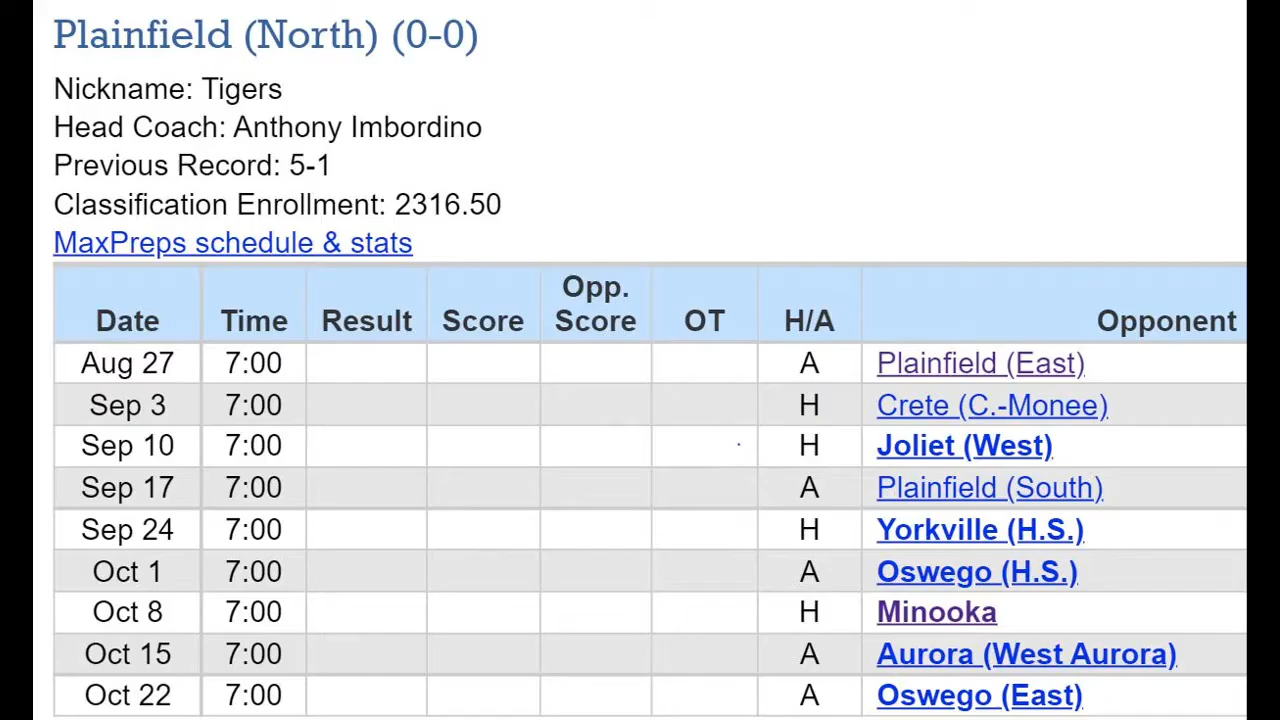 Plainfield (North) (0-0)
Nickname: Tigers
Head Coach: Anthony Imbordino
Previous Record: 5-1
Classification Enrollment: 2316.50
MaxPreps schedule & stats
Date Time Result Score Opp. Score OT H/A Opponent
Aug 27 7:00 A Plainfield (East)
Sep 3 7:00 H Crete (C.-Monee)
Sep 10 7:00 H Joliet (West)
Sep 17 7:00 A Plainfield (South)
Sep 24 7:00 H Yorkville (H.S.)
Oct 1 7:00 A Oswego (H.S.)
Oct 8 7:00 H Minooka
Oct 15 7:00 A Aurora (West Aurora)
Oct 22 7:00 A Oswego (East)